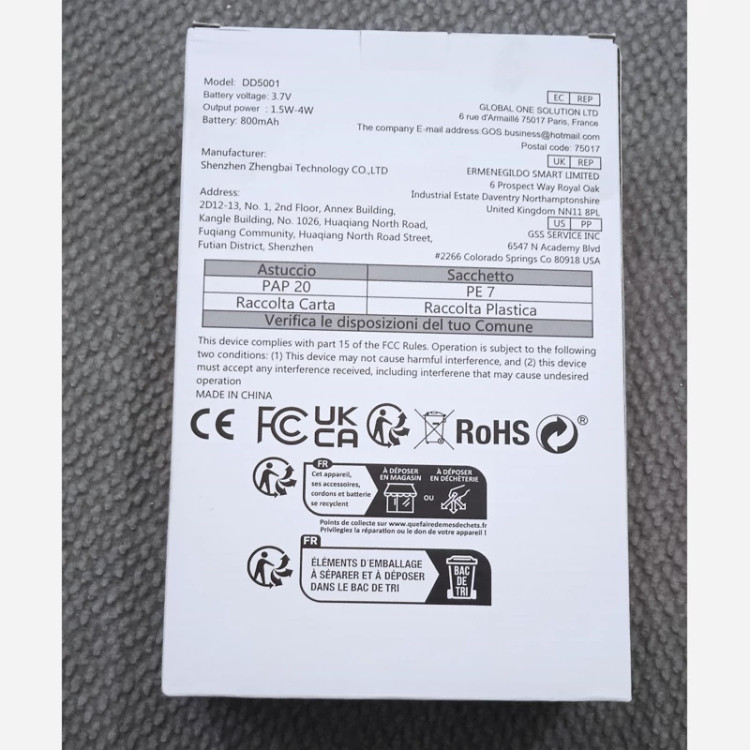 Model: DD5001
Battery voltage: 3.7V
Output power : 1.5W-4W
Battery: 800mAh
Manufacturer:
Shenzhen Zhengbai Technology CO.,LTD
Address:
2D12-13, No. 1, 2nd Floor, Annex Building,
Kangle Building, No. 1026, Huaqiang North Road,
Fuqiang Community, Huaqiang North Road Street,
Futian District, Shenzhen
EC REP
GLOBAL ONE SOLUTION LTD
6 rue d'Armaillé 75017 Paris, France
The company E-mail address:GOS.business@hotmail.com
Postal code: 75017
UK REP
ERMENEGILDO SMART LIMITED
6 Prospect Way Royal Oak
Industrial Estate Daventry Northamptonshire
United Kingdom NN11 8PL
US PP
GSS SERVICE INC
6547 N Academy Blvd
#2266 Colorado Springs Co 80918 USA
Astuccio Sacchetto
PAP 20 PE 7
Raccolta Carta Raccolta Plastica
Verifica le disposizioni del tuo Comune
This device complies with part 15 of the FCC Rules. Operation is subject to the following
two conditions: (1) This device may not cause harmful interference, and (2) this device
must accept any interference received, including interferene that may cause undesired
operation
MADE IN CHINA
CE FC UK CA RoHS ®
FR
Cet appareil,
ses accessoires,
cordons et batterie
se recyclent
À DÉPOSER
EN MAGASIN
OU
À DÉPOSER
EN DÉCHÈTERIE
Points de collecte sur www.quefairedemesdechets.fr
Privilégiez la réparation ou le don de votre appareil !
FR
ÉLÉMENTS D'EMBALLAGE
À SÉPARER ET À DÉPOSER
DANS LE BAC DE TRI
BAC
DE
TRI